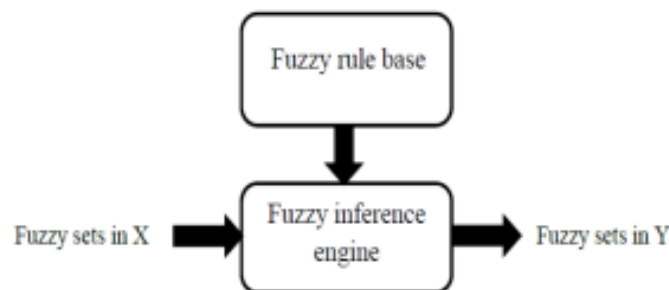 Fuzzy rule base
Fuzzy sets in X
Fuzzy inference
engine
Fuzzy sets in Y